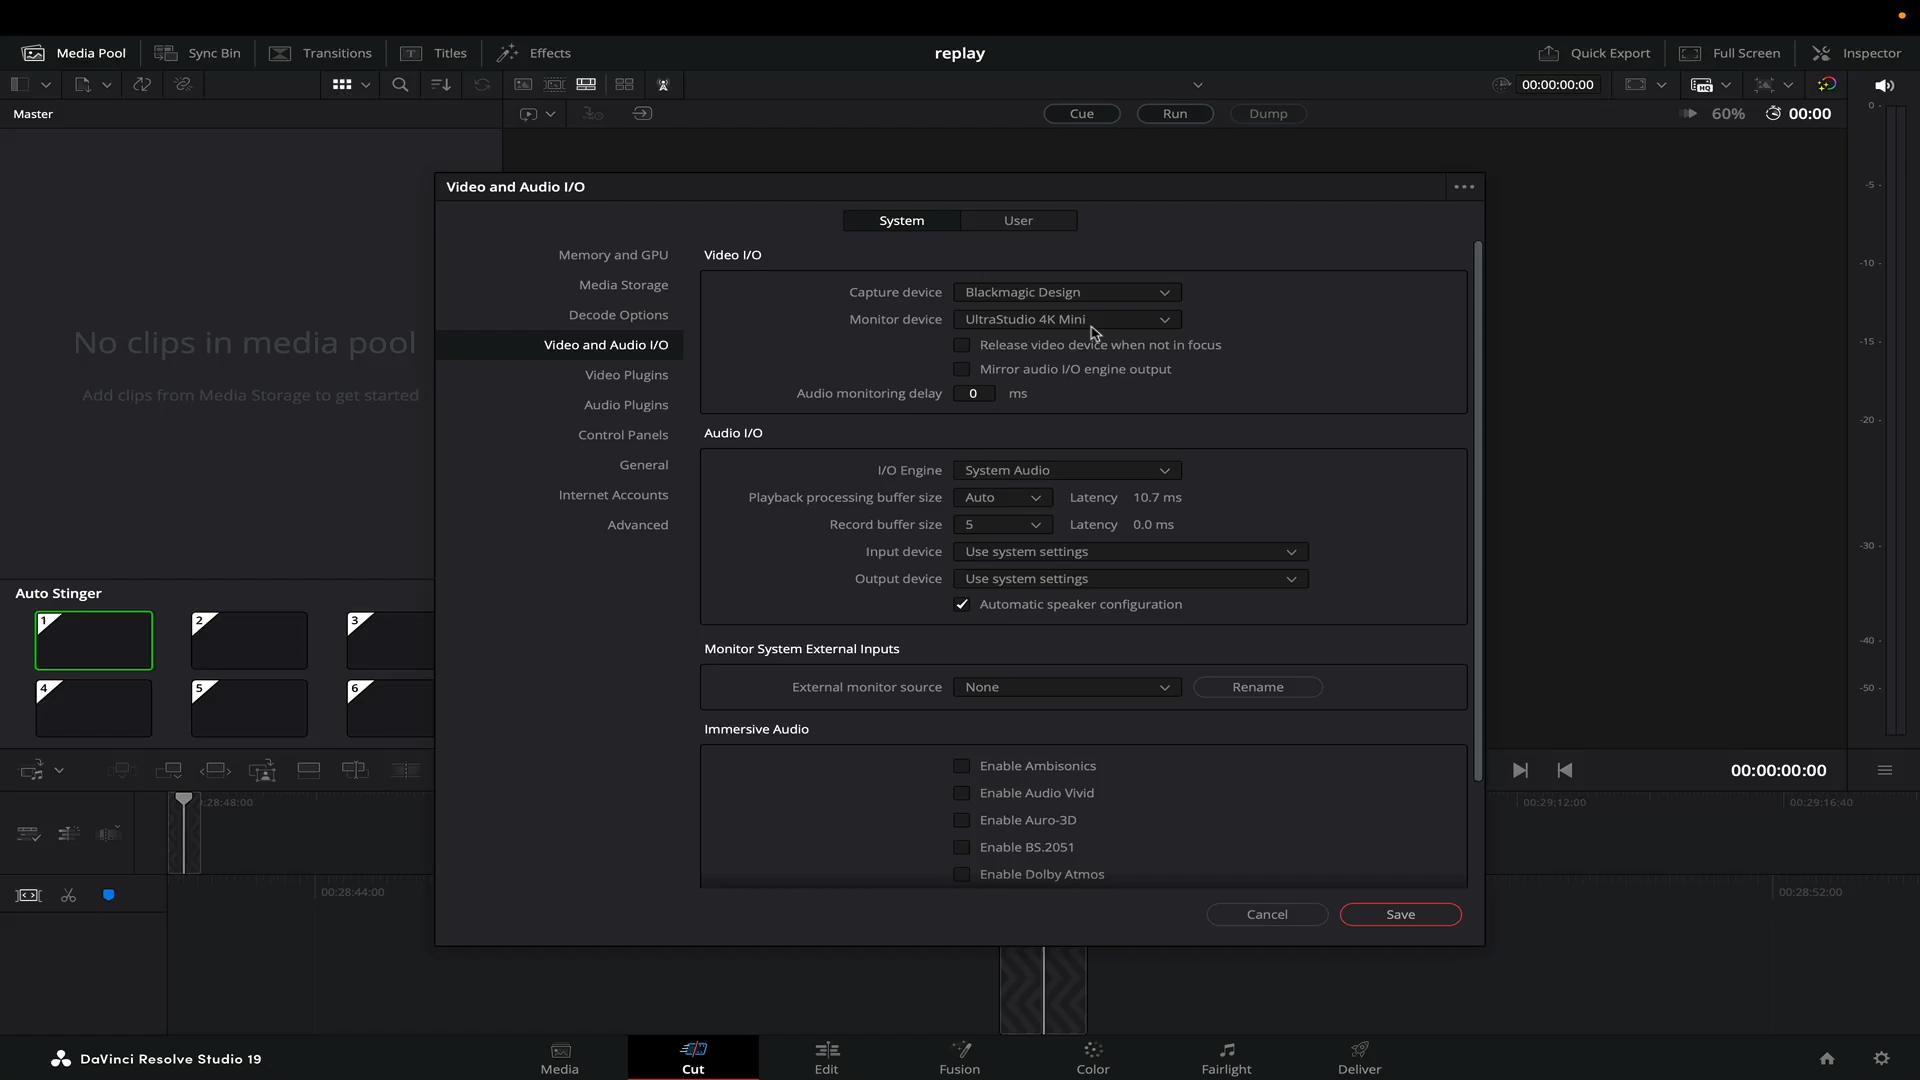 Media Pool
Sync Bin
Transitions
Titles
Effects
replay
Quick Export
Full Screen
Inspector
00:00:00:00
Master
Cue
Run
Dump
60%
00:00
0
-5
-10
-15
-20
-30
-40
-50
No clips in media pool
Add clips from Media Storage to get started
Video and Audio I/O
System
User
Memory and GPU
Media Storage
Decode Options
Video and Audio I/O
Video Plugins
Audio Plugins
Control Panels
General
Internet Accounts
Advanced
Video I/O
Capture device Blackmagic Design
Monitor device UltraStudio 4K Mini
Release video device when not in focus
Mirror audio I/O engine output
Audio monitoring delay 0 ms
Audio I/O
I/O Engine System Audio
Playback processing buffer size Auto Latency 10.7 ms
Record buffer size 5 Latency 0.0 ms
Input device Use system settings
Output device Use system settings
Automatic speaker configuration
Monitor System External Inputs
External monitor source None Rename
Immersive Audio
Enable Ambisonics
Enable Audio Vivid
Enable Auro-3D
Enable BS.2051
Enable Dolby Atmos
Cancel
Save
Auto Stinger
1
2
3
4
5
6
00:00:00:00
:28:48:00
00:29:12:00
00:29:16:40
00:28:44:00
00:28:52:00
DaVinci Resolve Studio 19
Media
Cut
Edit
Fusion
Color
Fairlight
Deliver